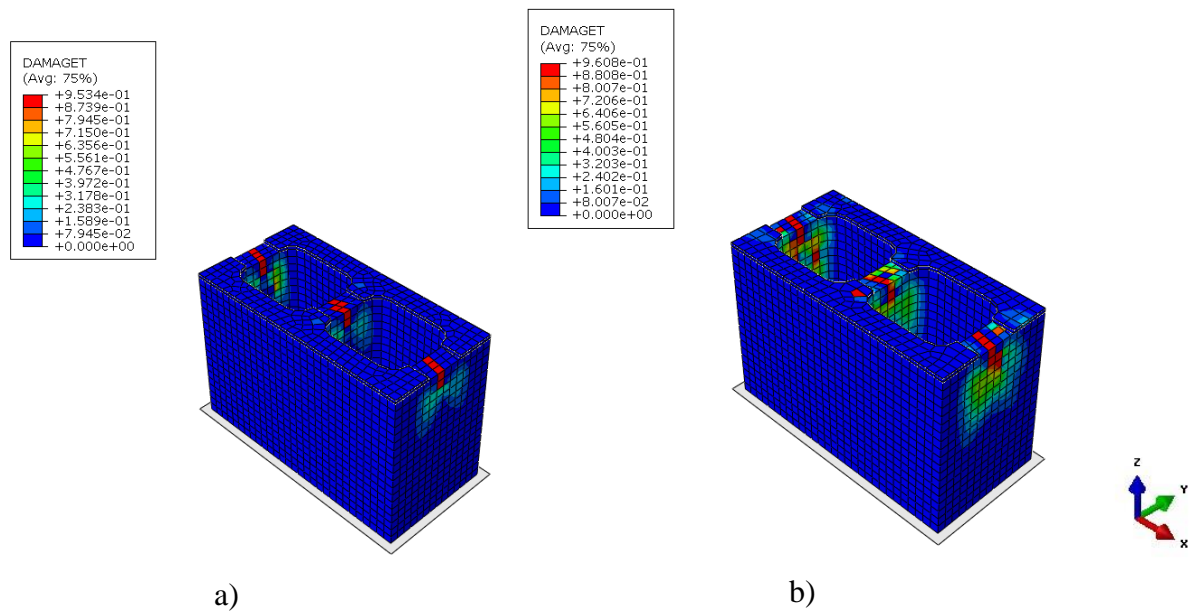 DAMAGET
(Avg: 75%)
+9.534e-01
+8.739e-01
+7.945e-01
+7.150e-01
+6.356e-01
+5.561e-01
+4.767e-01
+3.972e-01
+3.178e-01
+2.383e-01
+1.589e-01
+7.945e-02
+0.000e+00
DAMAGET
(Avg: 75%)
+9.608e-01
+8.808e-01
+8.007e-01
+7.206e-01
+6.406e-01
+5.605e-01
+4.804e-01
+4.003e-01
+3.203e-01
+2.402e-01
+1.601e-01
+8.007e-02
+0.000e+00
Z
Y
X
a)
b)